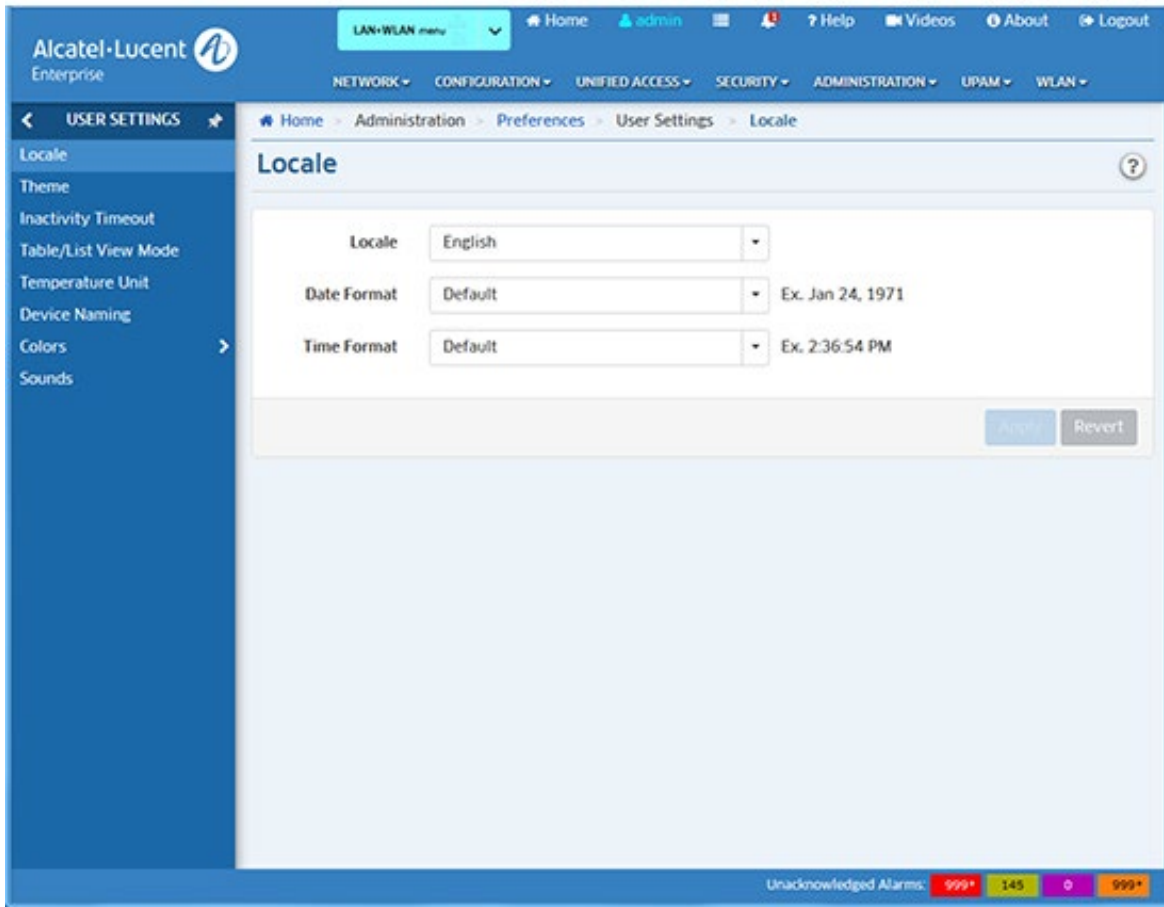 Alcatel·Lucent
Enterprise
LAN+WLAN menu
Home admin ? Help Videos About Logout
NETWORK CONFIGURATION UNIFIED ACCESS SECURITY ADMINISTRATION UPAM WLAN
USER SETTINGS
Home > Administration > Preferences > User Settings > Locale
Locale
Theme
Inactivity Timeout
Table/List View Mode
Temperature Unit
Device Naming
Colors
Sounds
Locale
?
Locale English
Date Format Default Ex. Jan 24, 1971
Time Format Default Ex. 2:36:54 PM
Apply Revert
Unacknowledged Alarms: 999+ 145 0 999+